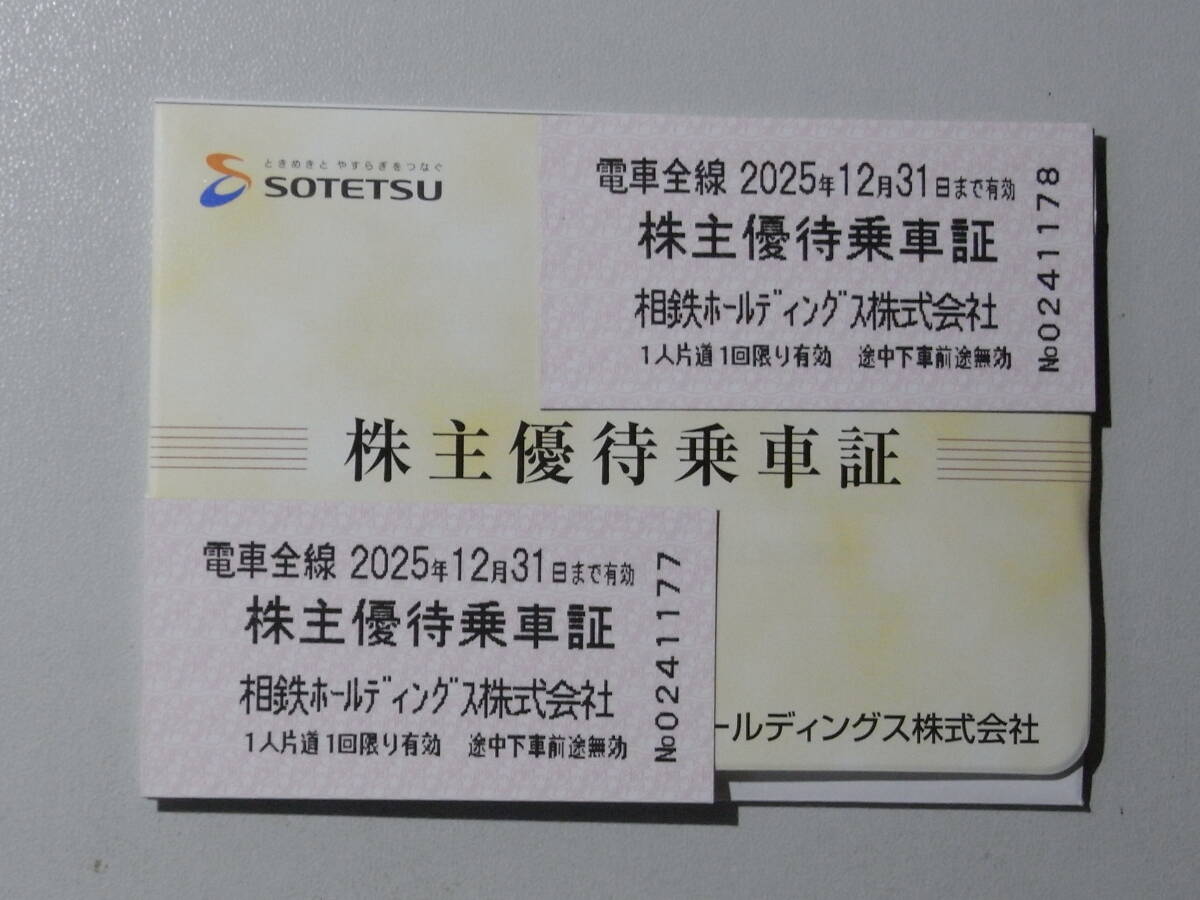 ときめきと やすらぎをつなぐ
SOTETSU
電車全線 2025年12月31日まで有効
株主優待乗車証
相鉄ホールディングス株式会社
1人片道1回限り有効 途中下車前途無効
№0241178
株主優待乗車証
電車全線 2025年12月31日まで有効
株主優待乗車証
相鉄ホールディングス株式会社
1人片道1回限り有効 途中下車前途無効
№0241177
ールディングス株式会社